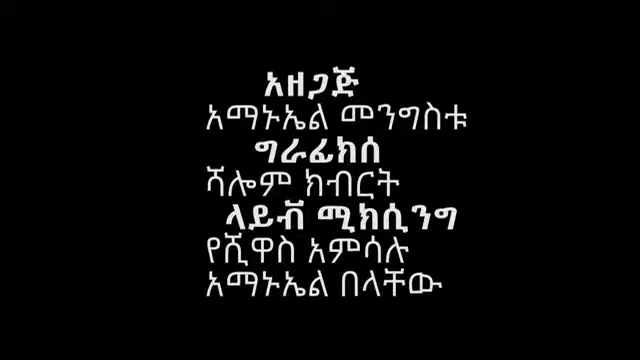 አዘጋጅ
አማኑኤል መንግስቱ
ግራፊክስ
ሻሎም ክብርት
ላይቭ ሚክሲንግ
የሺዋስ አምሳሉ
አማኑኤል በላቸው